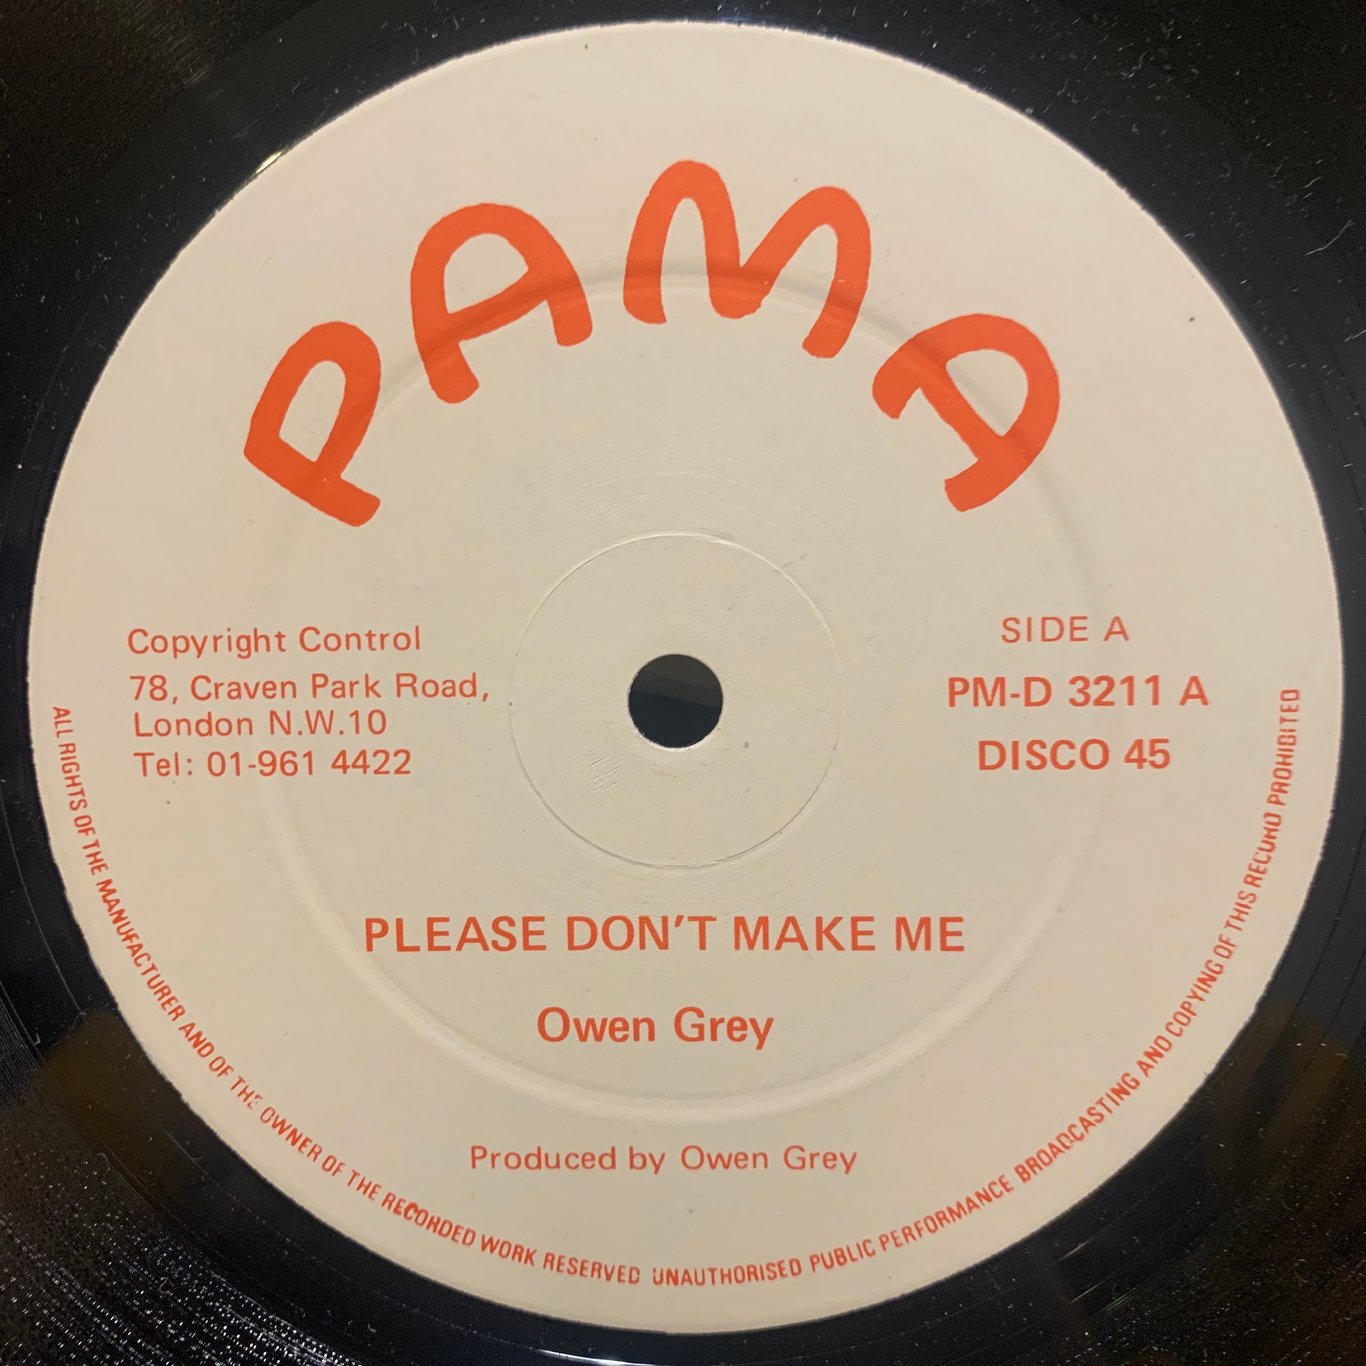 PAMA
Copyright Control
78, Craven Park Road,
London N.W.10
Tel: 01-961 4422
SIDE A
PM-D 3211 A
DISCO 45
PLEASE DON'T MAKE ME
Owen Grey
Produced by Owen Grey
ALL RIGHTS OF THE MANUFACTURER AND OF THE OWNER OF THE RECORDED WORK RESERVED UNAUTHORISED PUBLIC PERFORMANCE BROADCASTING AND COPYING OF THIS RECORD PROHIBITED